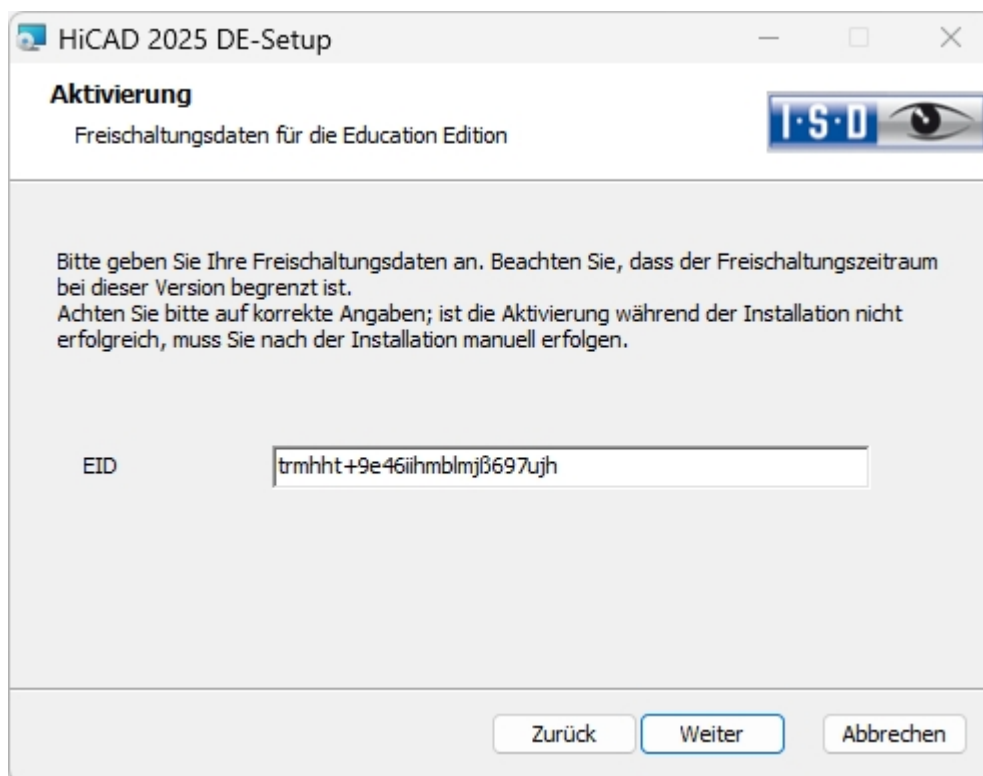 HiCAD 2025 DE-Setup
Aktivierung
Freischaltungsdaten für die Education Edition
I·S·D
Bitte geben Sie Ihre Freischaltungsdaten an. Beachten Sie, dass der Freischaltungszeitraum
bei dieser Version begrenzt ist.
Achten Sie bitte auf korrekte Angaben; ist die Aktivierung während der Installation nicht
erfolgreich, muss Sie nach der Installation manuell erfolgen.
EID trmhht+9e46iihmblmjß697ujh
Zurück Weiter Abbrechen